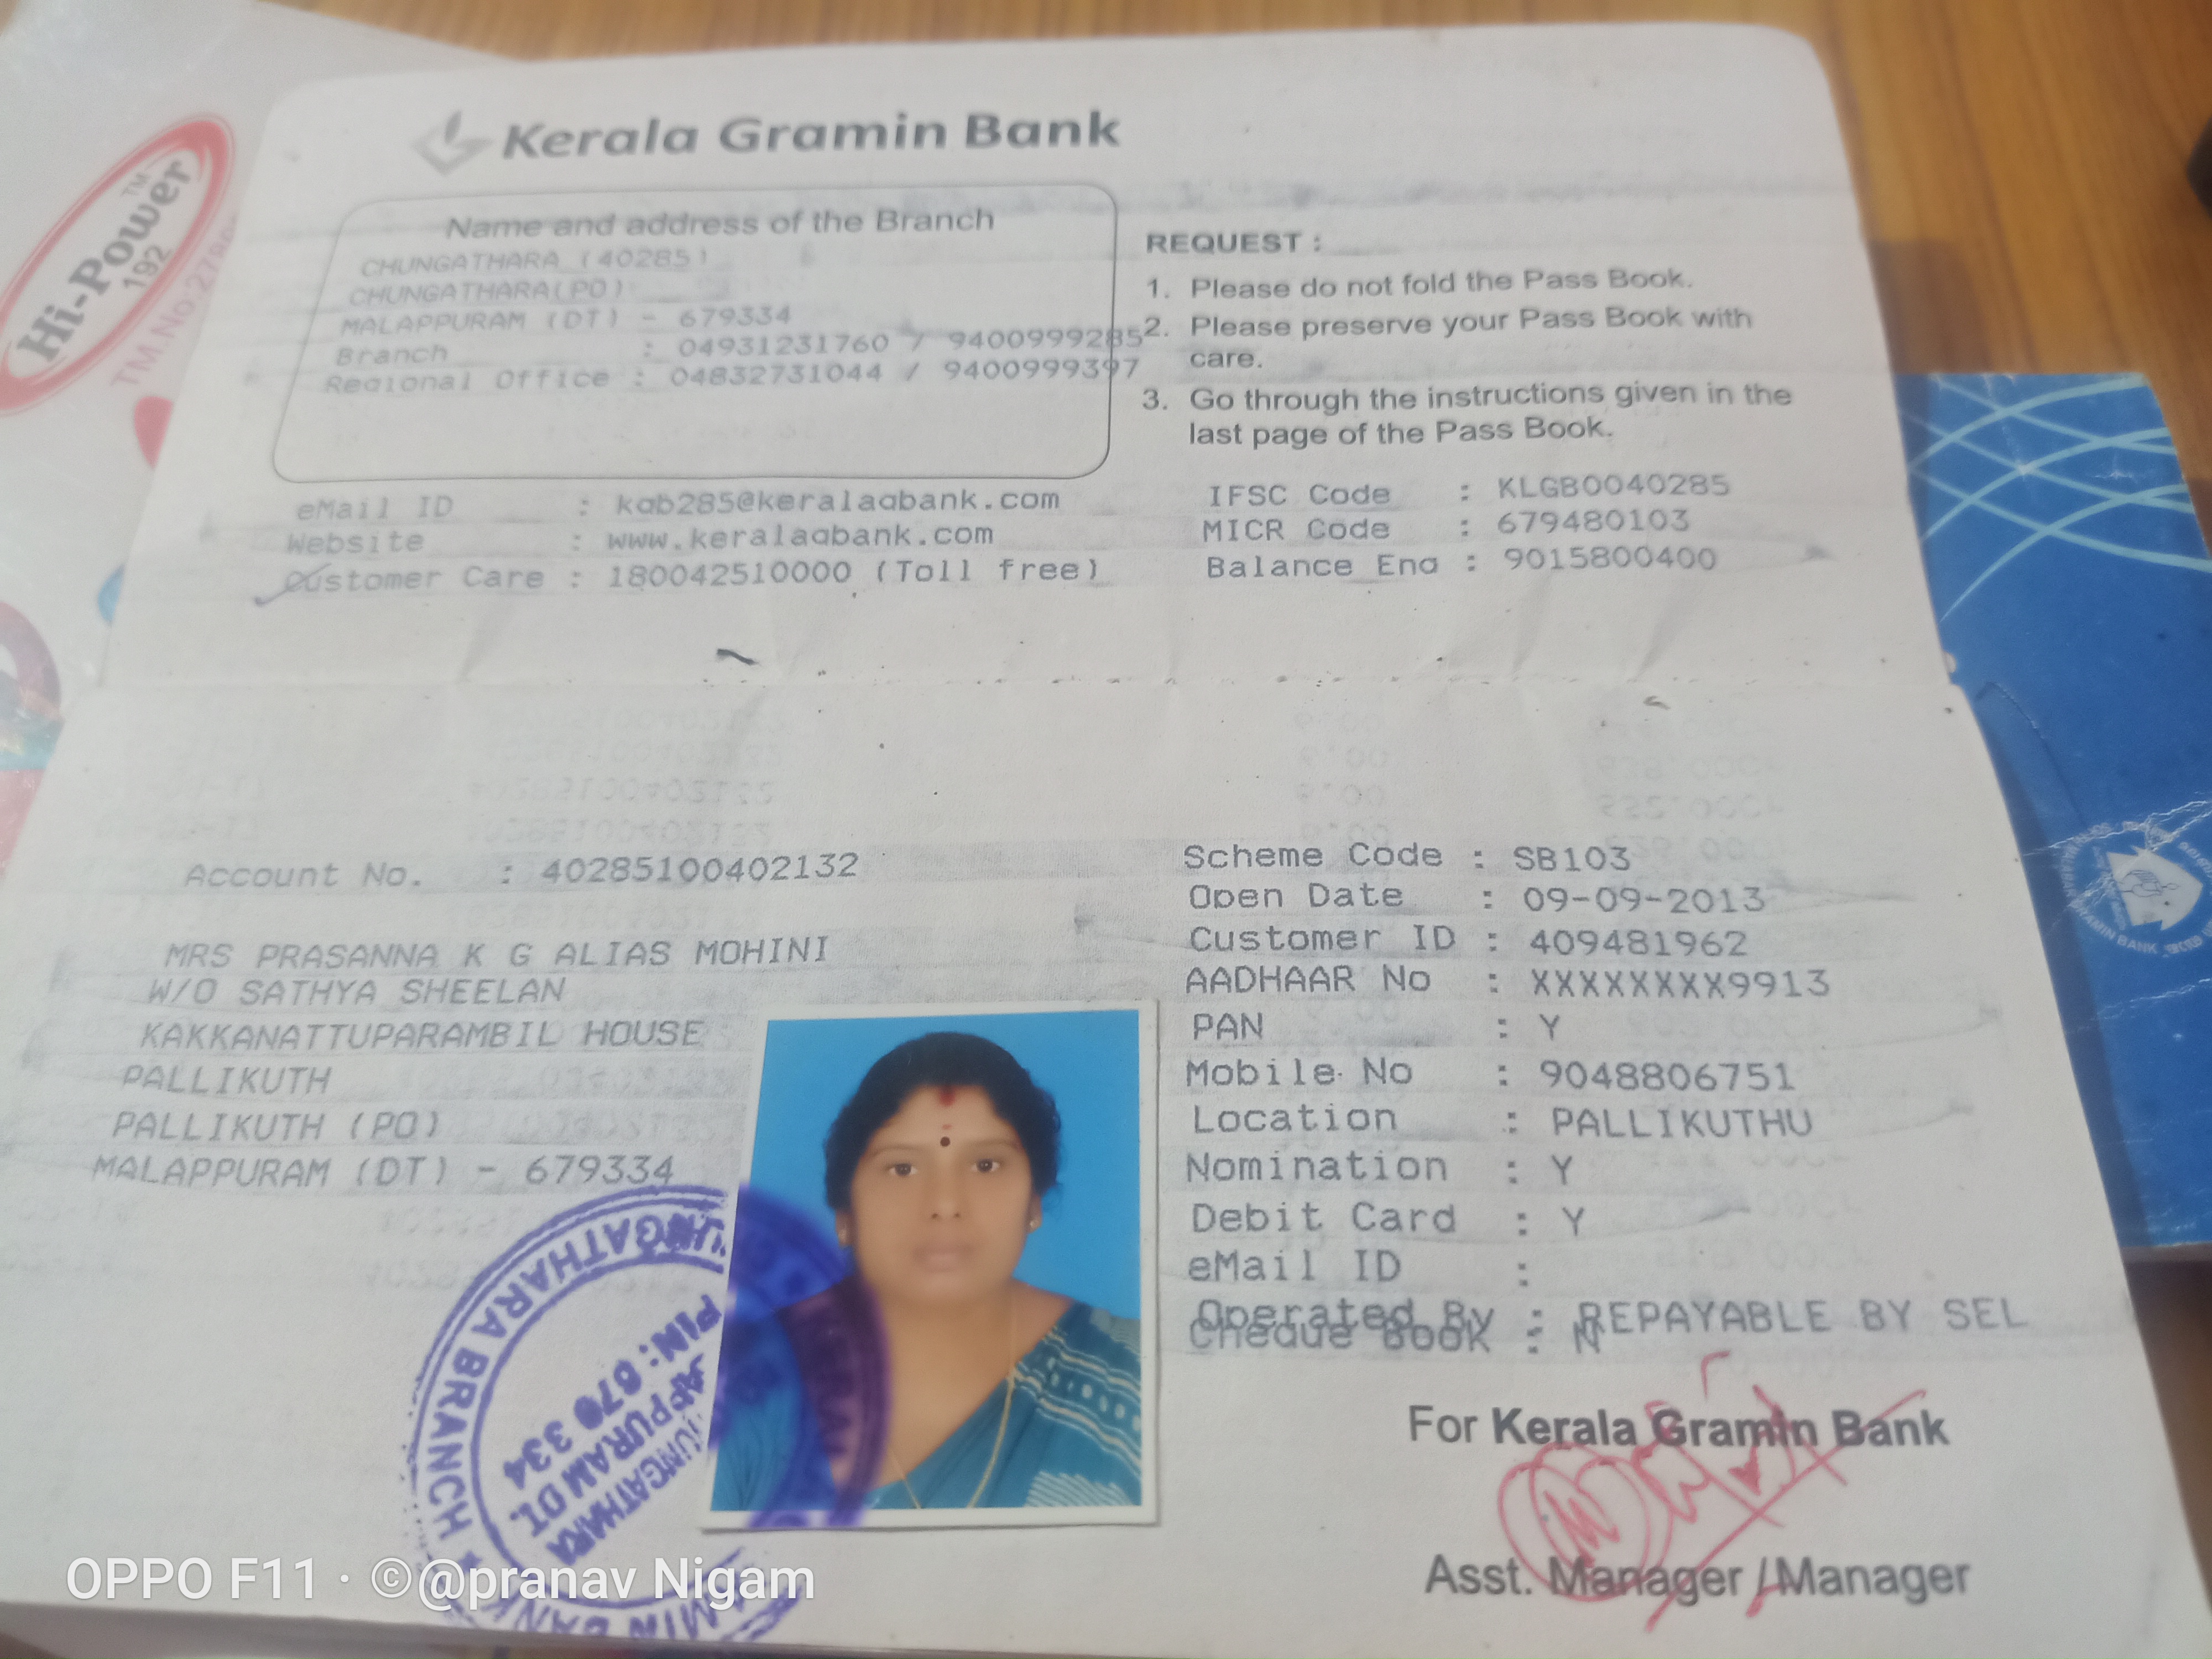 Kerala Gramin Bank
Name and address of the Branch
CHUNGATHARA (40285)
CHUNGATHARA(PO)
MALAPPURAM (DT) - 679334
Branch : 04931231760 / 9400999285
Regional Office : 04832731044 / 9400999397
REQUEST :
1. Please do not fold the Pass Book.
2. Please preserve your Pass Book with
care.
3. Go through the instructions given in the
last page of the Pass Book.
eMail ID : kgb285@keralagbank.com
Website : www.keralagbank.com
Customer Care : 180042510000 (Toll free)
IFSC Code : KLGB0040285
MICR Code : 679480103
Balance Enq : 9015800400
Account No. : 40285100402132
MRS PRASANNA K G ALIAS MOHINI
W/O SATHYA SHEELAN
KAKKANATTUPARAMBIL HOUSE
PALLIKUTH
PALLIKUTH (PO)
MALAPPURAM (DT) - 679334
Scheme Code : SB103
Open Date : 09-09-2013
Customer ID : 409481962
AADHAAR No : XXXXXXXX9913
PAN : Y
Mobile No : 9048806751
Location : PALLIKUTHU
Nomination : Y
Debit Card : Y
eMail ID :
Operated By : REPAYABLE BY SEL
Cheque Book : N
For Kerala Gramin Bank
Asst. Manager / Manager
GATHARA BRANCH
CHUNGATHARA
PURAM DT.
PIN: 679 334
Hi-Power
TM
192
TM.No:
OPPO F11 · ©@pranav Nigam